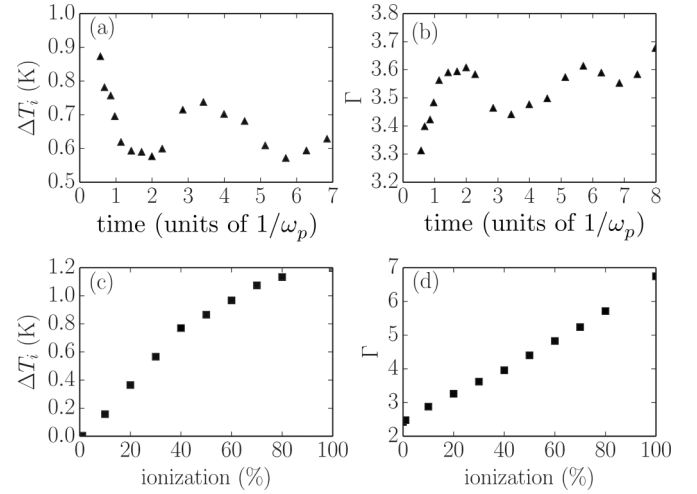 (a)
ΔT_i (K)
1.0
0.9
0.8
0.7
0.6
0.5
0 1 2 3 4 5 6 7
time (units of 1/ω_p)
(b)
Γ
3.8
3.7
3.6
3.5
3.4
3.3
3.2
0 1 2 3 4 5 6 7 8
time (units of 1/ω_p)
(c)
ΔT_i (K)
1.2
1.0
0.8
0.6
0.4
0.2
0.0
0 20 40 60 80 100
ionization (%)
(d)
Γ
7
6
5
4
3
2
0 20 40 60 80 100
ionization (%)